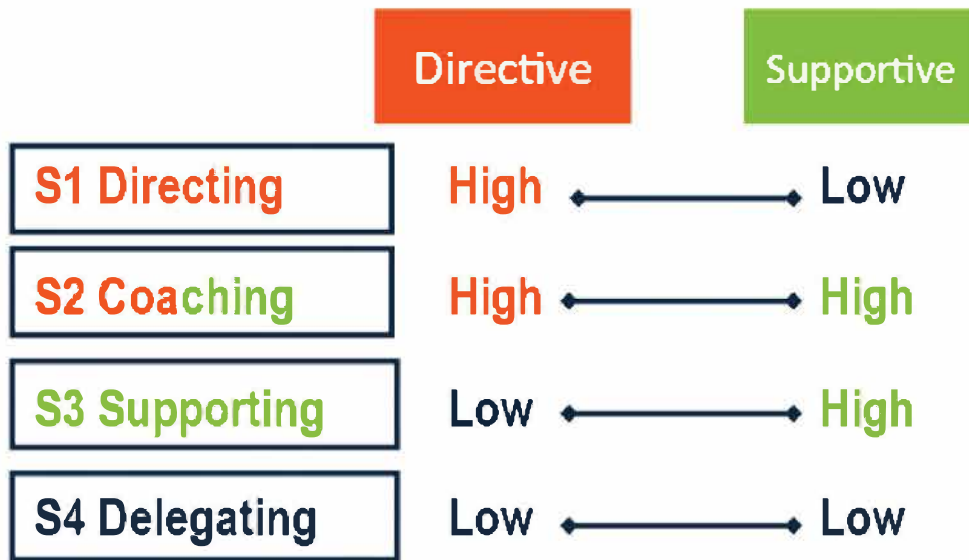 Directive Supportive
S1 Directing High Low
S2 Coaching High High
S3 Supporting Low High
S4 Delegating Low Low